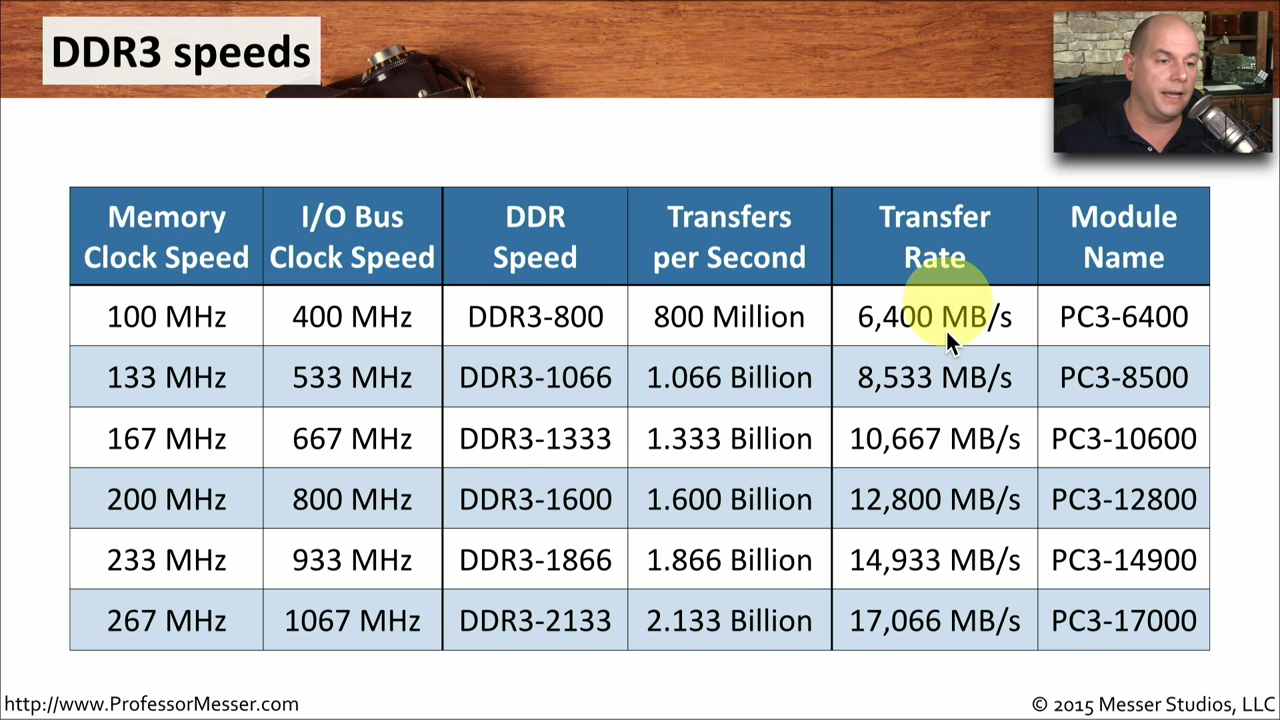 DDR3 speeds
Memory Clock Speed I/O Bus Clock Speed DDR Speed Transfers per Second Transfer Rate Module Name
100 MHz 400 MHz DDR3-800 800 Million 6,400 MB/s PC3-6400
133 MHz 533 MHz DDR3-1066 1.066 Billion 8,533 MB/s PC3-8500
167 MHz 667 MHz DDR3-1333 1.333 Billion 10,667 MB/s PC3-10600
200 MHz 800 MHz DDR3-1600 1.600 Billion 12,800 MB/s PC3-12800
233 MHz 933 MHz DDR3-1866 1.866 Billion 14,933 MB/s PC3-14900
267 MHz 1067 MHz DDR3-2133 2.133 Billion 17,066 MB/s PC3-17000
http://www.ProfessorMesser.com © 2015 Messer Studios, LLC